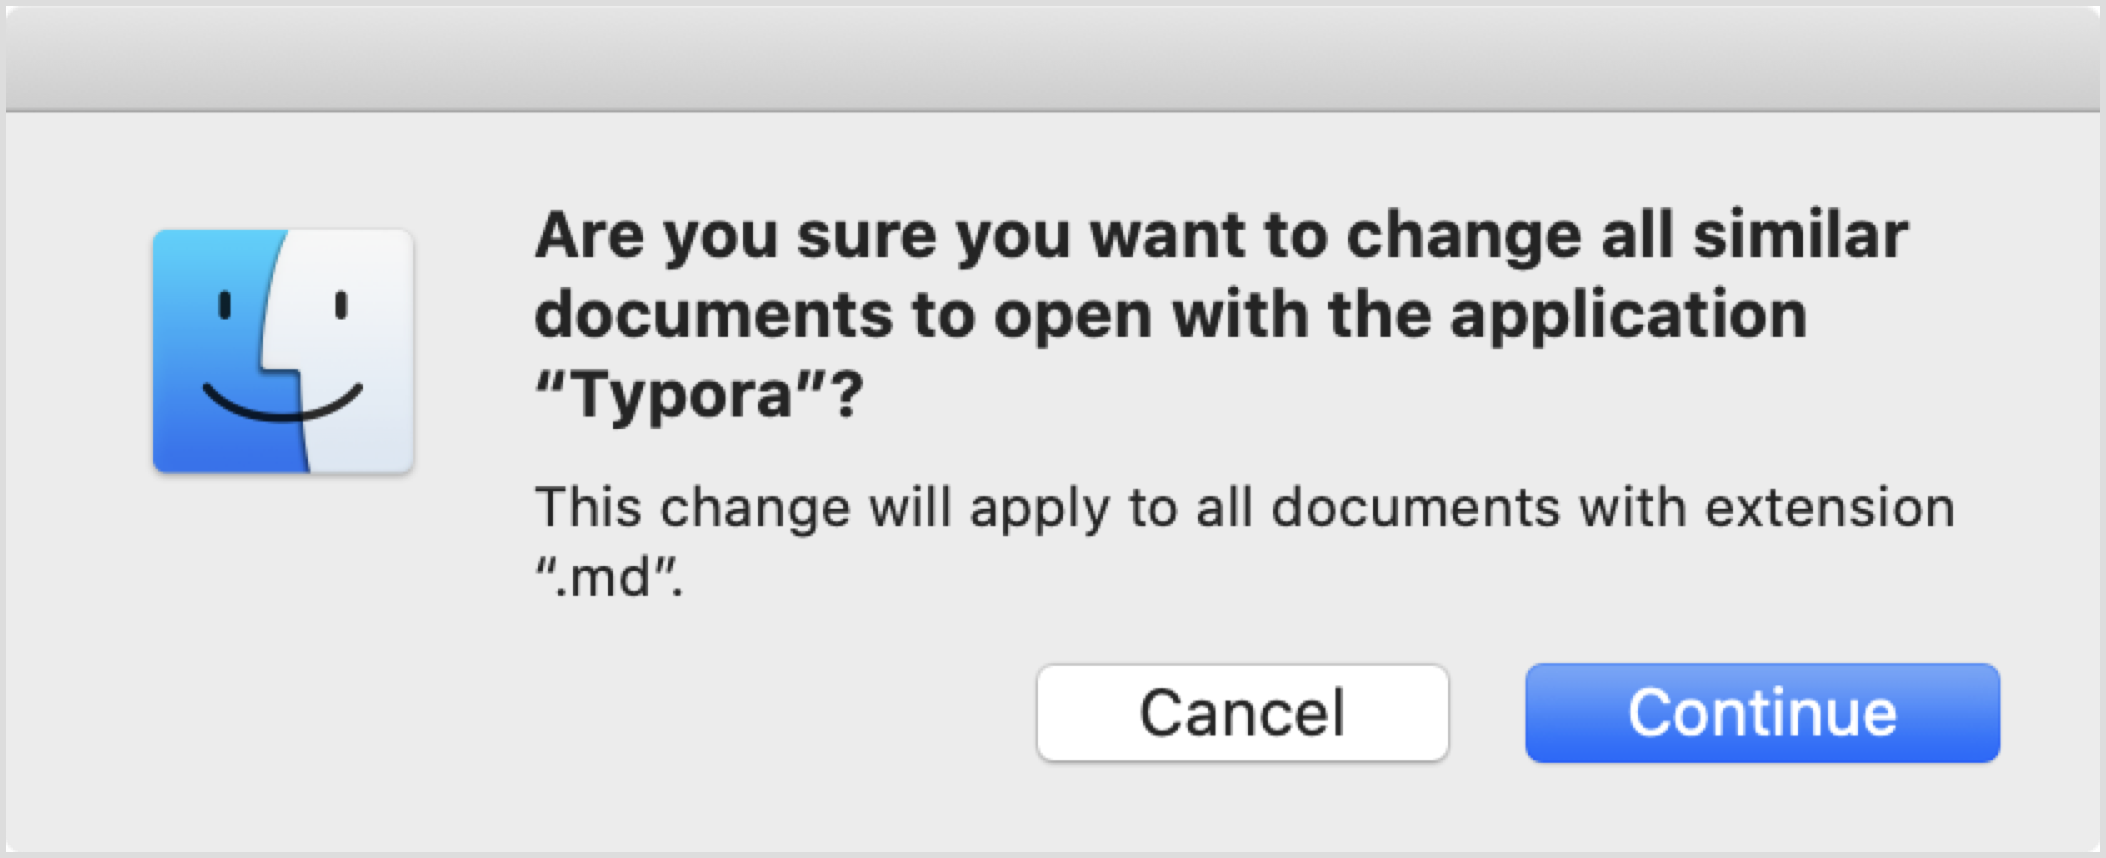 Are you sure you want to change all similar
documents to open with the application
“Typora”?
This change will apply to all documents with extension
“.md”.
Cancel
Continue